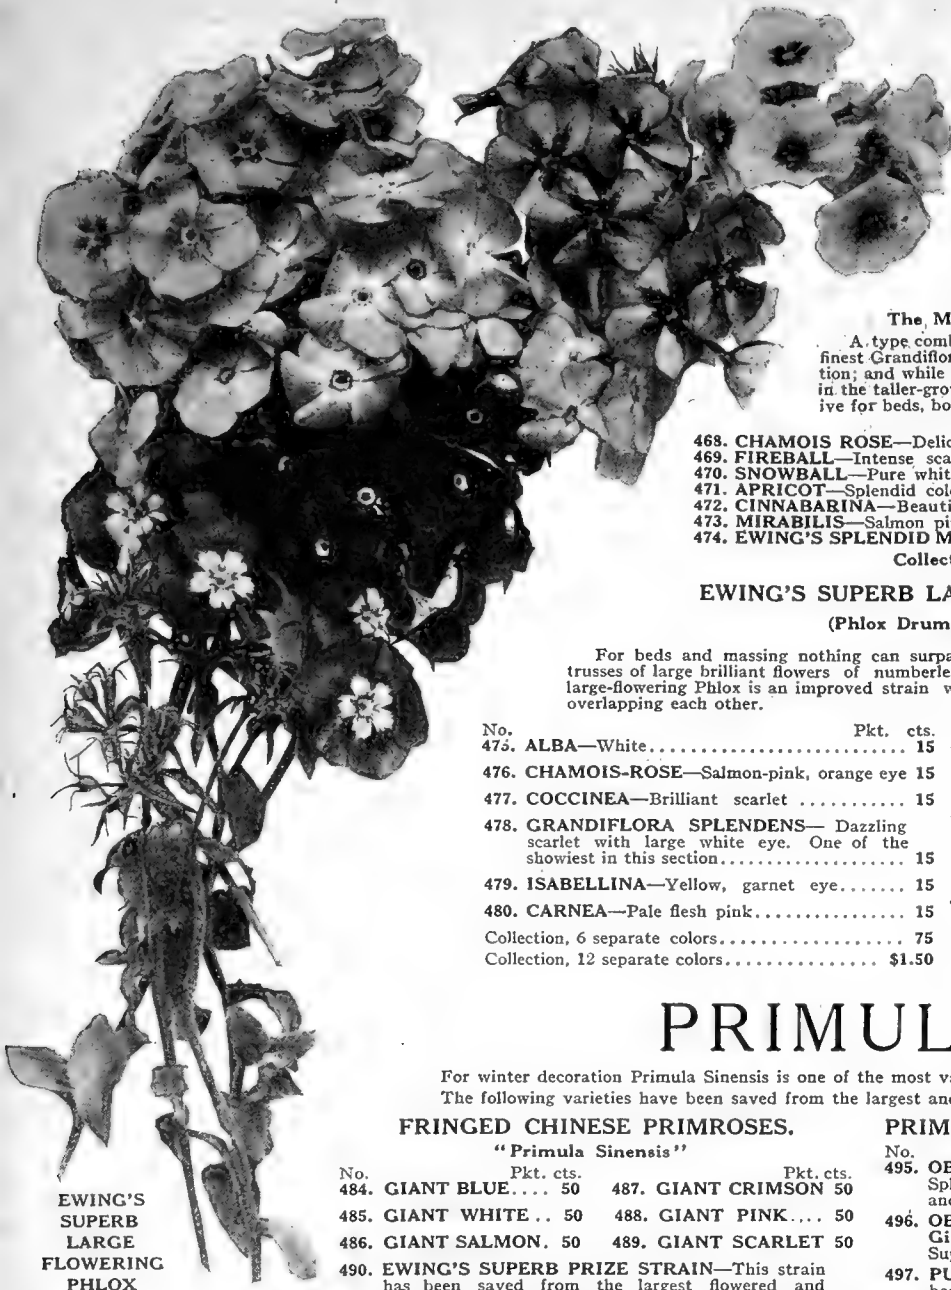 The M
A type comb
finest Grandiflor
tion; and while
in the taller-gro
ive for beds, bo
468. CHAMOIS ROSE—Delic
469. FIREBALL—Intense sca
470. SNOWBALL—Pure whit
471. APRICOT—Splendid col
472. CINNABARINA—Beauti
473. MIRABILIS—Salmon pi
474. EWING'S SPLENDID M
Collect
EWING'S SUPERB LA
(Phlox Drum
For beds and massing nothing can surpa
trusses of large brilliant flowers of numberle
large-flowering Phlox is an improved strain w
overlapping each other.
No. Pkt. cts.
475. ALBA—White.......................... 15
476. CHAMOIS-ROSE—Salmon-pink, orange eye 15
477. COCCINEA—Brilliant scarlet ........... 15
478. GRANDIFLORA SPLENDENS— Dazzling
scarlet with large white eye. One of the
showiest in this section................... 15
479. ISABELLINA—Yellow, garnet eye....... 15
480. CARNEA—Pale flesh pink............... 15
Collection, 6 separate colors.................. 75
Collection, 12 separate colors............... $1.50
PRIMUL
For winter decoration Primula Sinensis is one of the most va
The following varieties have been saved from the largest and
FRINGED CHINESE PRIMROSES.
"Primula Sinensis"
No. Pkt. cts. Pkt. cts.
484. GIANT BLUE.... 50 487. GIANT CRIMSON 50
485. GIANT WHITE.. 50 488. GIANT PINK.... 50
486. GIANT SALMON. 50 489. GIANT SCARLET 50
490. EWING'S SUPERB PRIZE STRAIN—This strain
has been saved from the largest flowered and
PRIM
No.
495. OB
Spl
and
496. OB
Gi
Su
497. PU
EWING'S
SUPERB
LARGE
FLOWERING
PHLOX